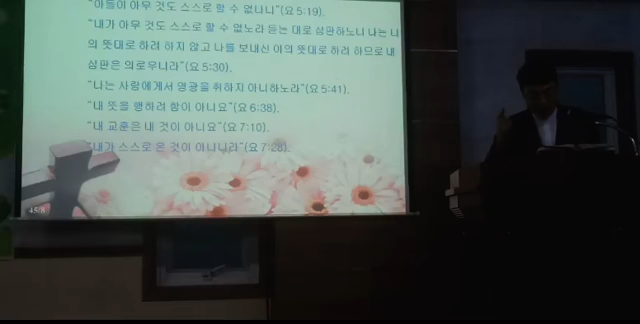 “아들이 아무 것도 스스로 할 수 없나니”(요 5:19).
“내가 아무 것도 스스로 할 수 없노라 듣는 대로 심판하노니 나는 나
의 뜻대로 하려 하지 않고 나를 보내신 이의 뜻대로 하려 하므로 내
심판은 의로우니라”(요 5:30).
“나는 사람에게서 영광을 취하지 아니하노라”(요 5:41).
“내 뜻을 행하려 함이 아니요”(요 6:38).
“내 교훈은 내 것이 아니요”(요 7:10).
“내가 스스로 온 것이 아니니라”(요 7:28).